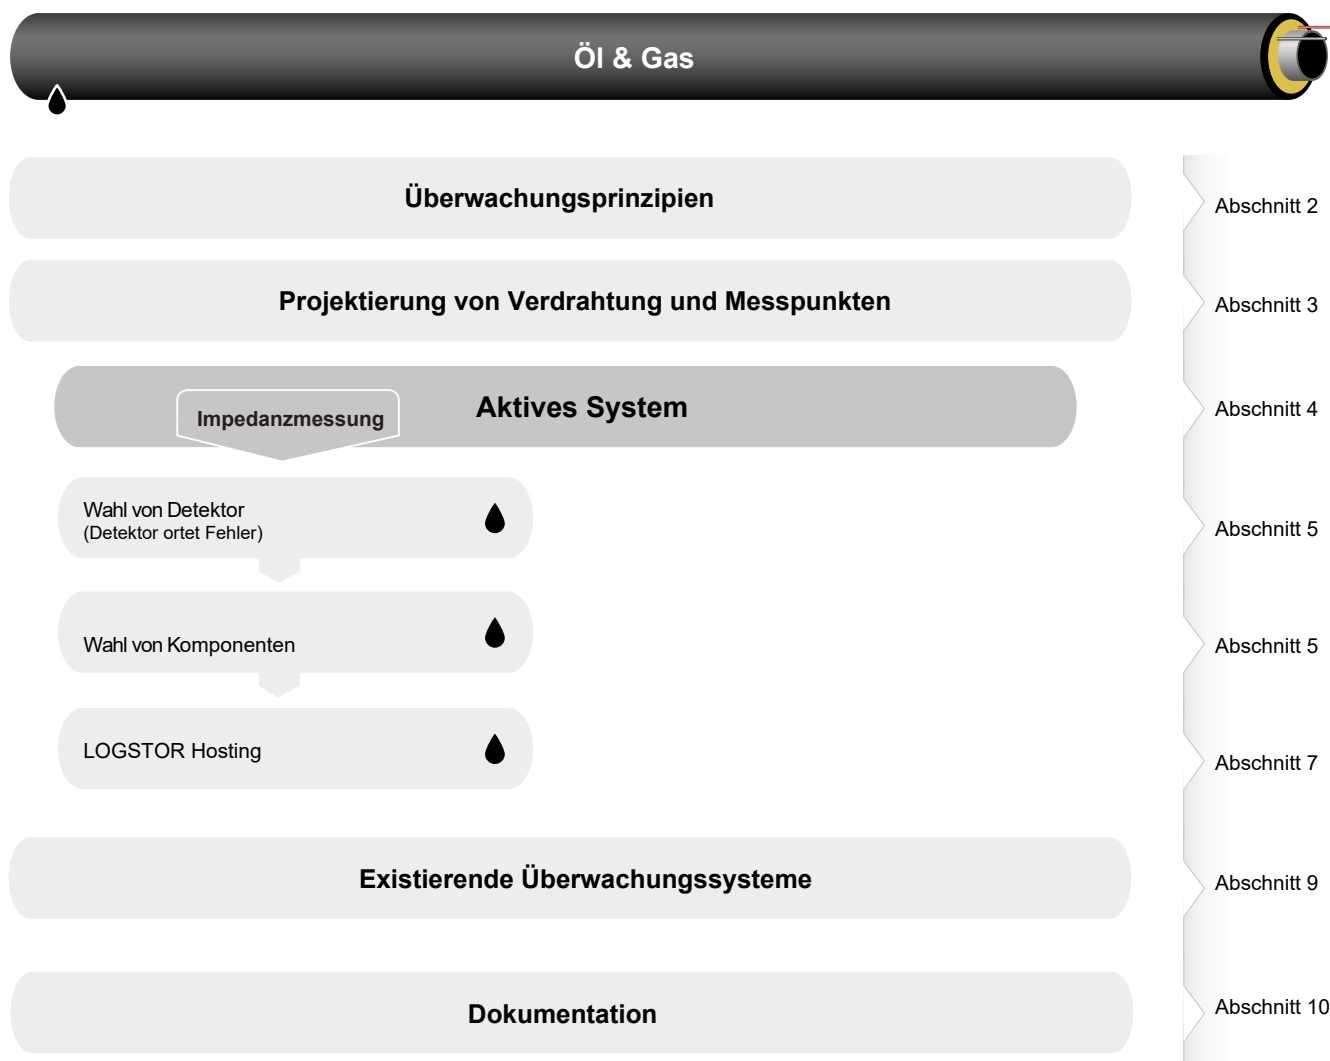 Öl & Gas
Überwachungsprinzipien
Abschnitt 2
Projektierung von Verdrahtung und Messpunkten
Abschnitt 3
Impedanzmessung
Aktives System
Abschnitt 4
Wahl von Detektor
(Detektor ortet Fehler)
Abschnitt 5
Wahl von Komponenten
Abschnitt 5
LOGSTOR Hosting
Abschnitt 7
Existierende Überwachungssysteme
Abschnitt 9
Dokumentation
Abschnitt 10